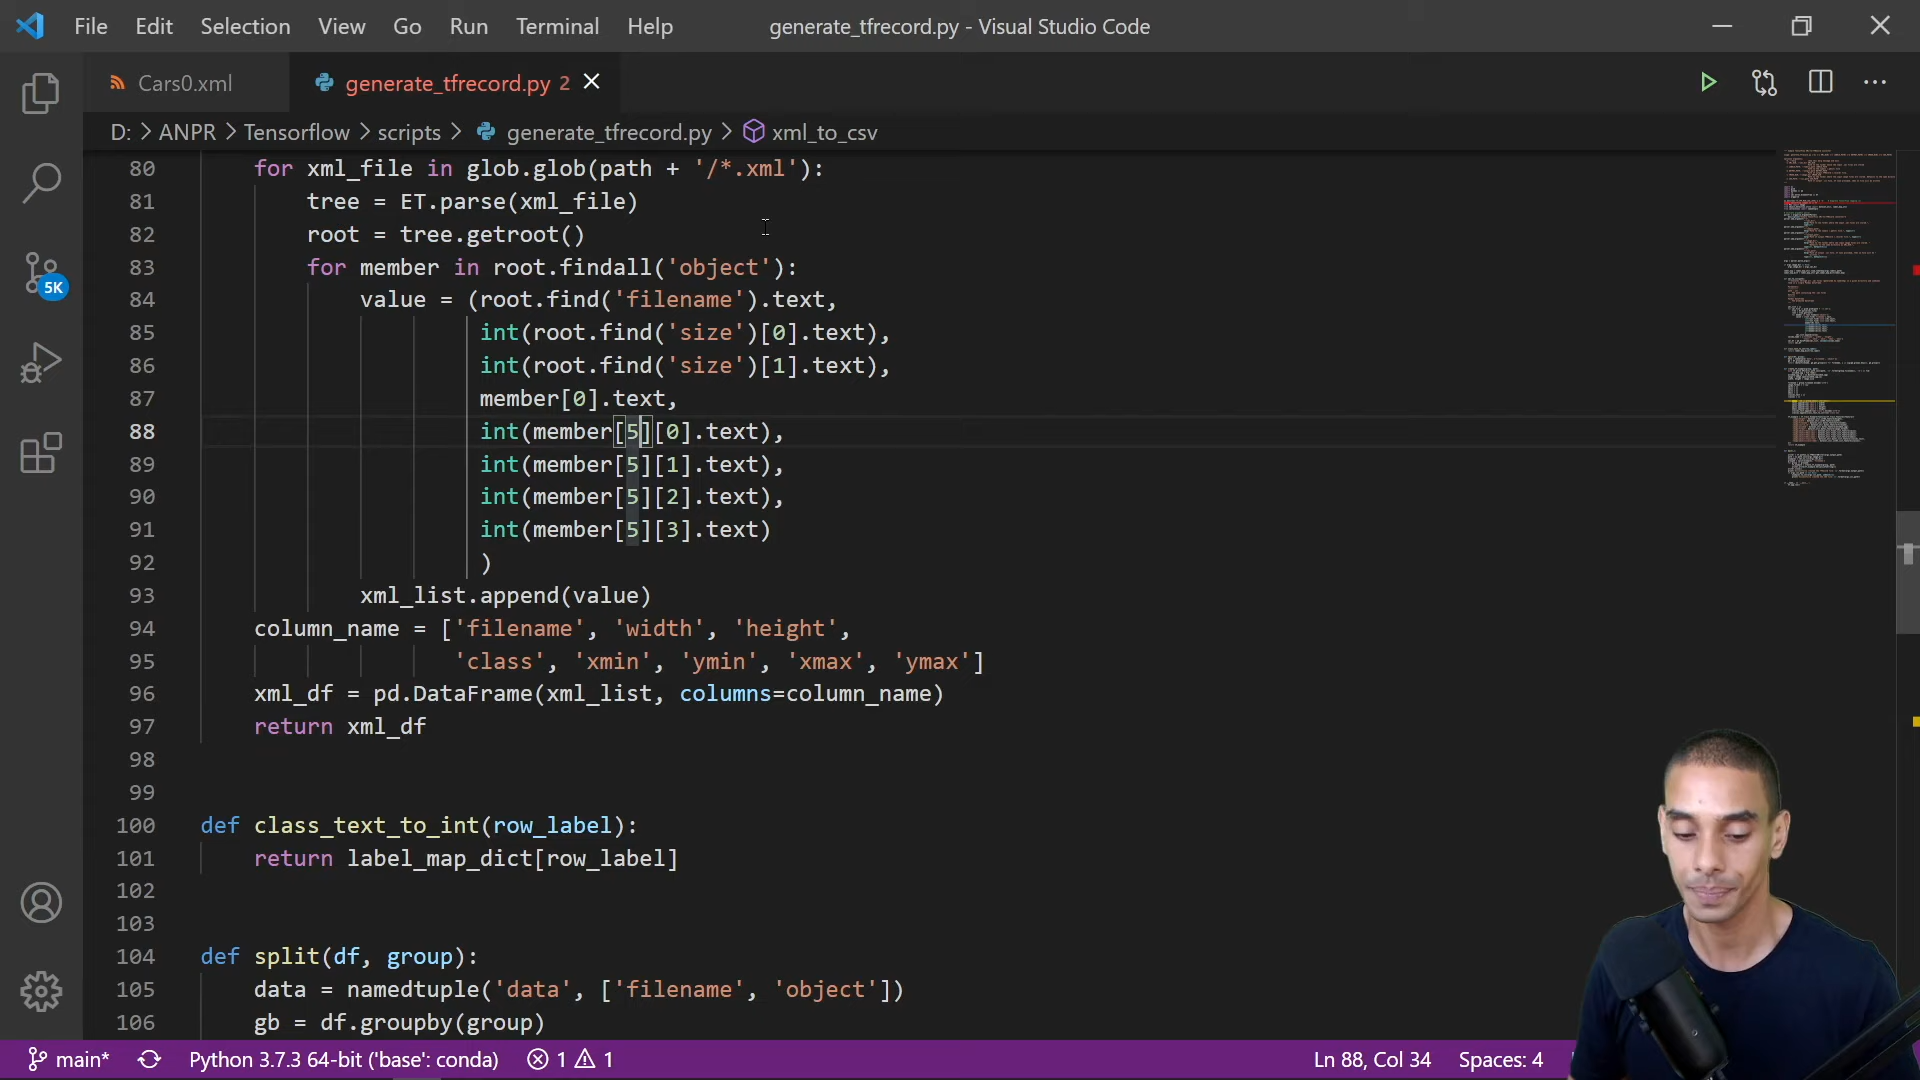 File Edit Selection View Go Run Terminal Help generate_tfrecord.py - Visual Studio Code
Cars0.xml generate_tfrecord.py 2
D: > ANPR > Tensorflow > scripts > generate_tfrecord.py > xml_to_csv
80 for xml_file in glob.glob(path + '/*.xml'):
81 tree = ET.parse(xml_file)
82 root = tree.getroot()
83 for member in root.findall('object'):
84 value = (root.find('filename').text,
85 int(root.find('size')[0].text),
86 int(root.find('size')[1].text),
87 member[0].text,
88 int(member[5][0].text),
89 int(member[5][1].text),
90 int(member[5][2].text),
91 int(member[5][3].text)
92 )
93 xml_list.append(value)
94 column_name = ['filename', 'width', 'height',
95 'class', 'xmin', 'ymin', 'xmax', 'ymax']
96 xml_df = pd.DataFrame(xml_list, columns=column_name)
97 return xml_df
98
99
100 def class_text_to_int(row_label):
101 return label_map_dict[row_label]
102
103
104 def split(df, group):
105 data = namedtuple('data', ['filename', 'object'])
106 gb = df.groupby(group)
5K
main* Python 3.7.3 64-bit ('base': conda) 1 1 Ln 88, Col 34 Spaces: 4